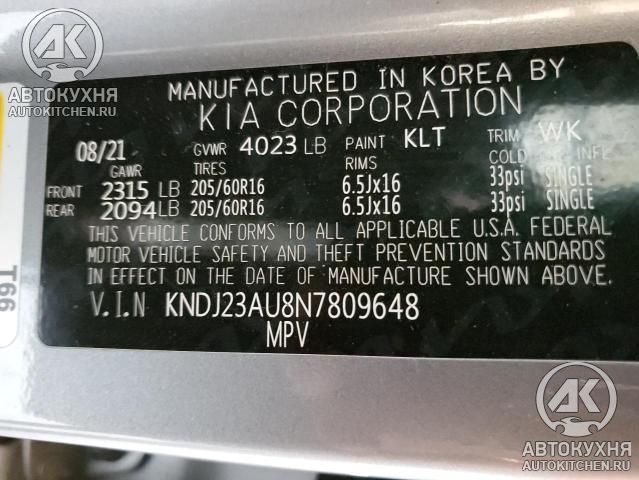 АК
АВТОКУХНЯ
AUTOKITCHEN.RU
MANUFACTURED IN KOREA BY
KIA CORPORATION
08/21 GVWR 4023 LB PAINT KLT TRIM WK
GAWR TIRES RIMS COLD INFL
FRONT 2315 LB 205/60R16 6.5Jx16 33psi SINGLE
REAR 2094 LB 205/60R16 6.5Jx16 33psi SINGLE
THIS VEHICLE CONFORMS TO ALL APPLICABLE U.S.A. FEDERAL
MOTOR VEHICLE SAFETY AND THEFT PREVENTION STANDARDS
IN EFFECT ON THE DATE OF MANUFACTURE SHOWN ABOVE.
V.I.N KNDJ23AU8N7809648
MPV
АК
АВТОКУХНЯ
AUTOKITCHEN.RU